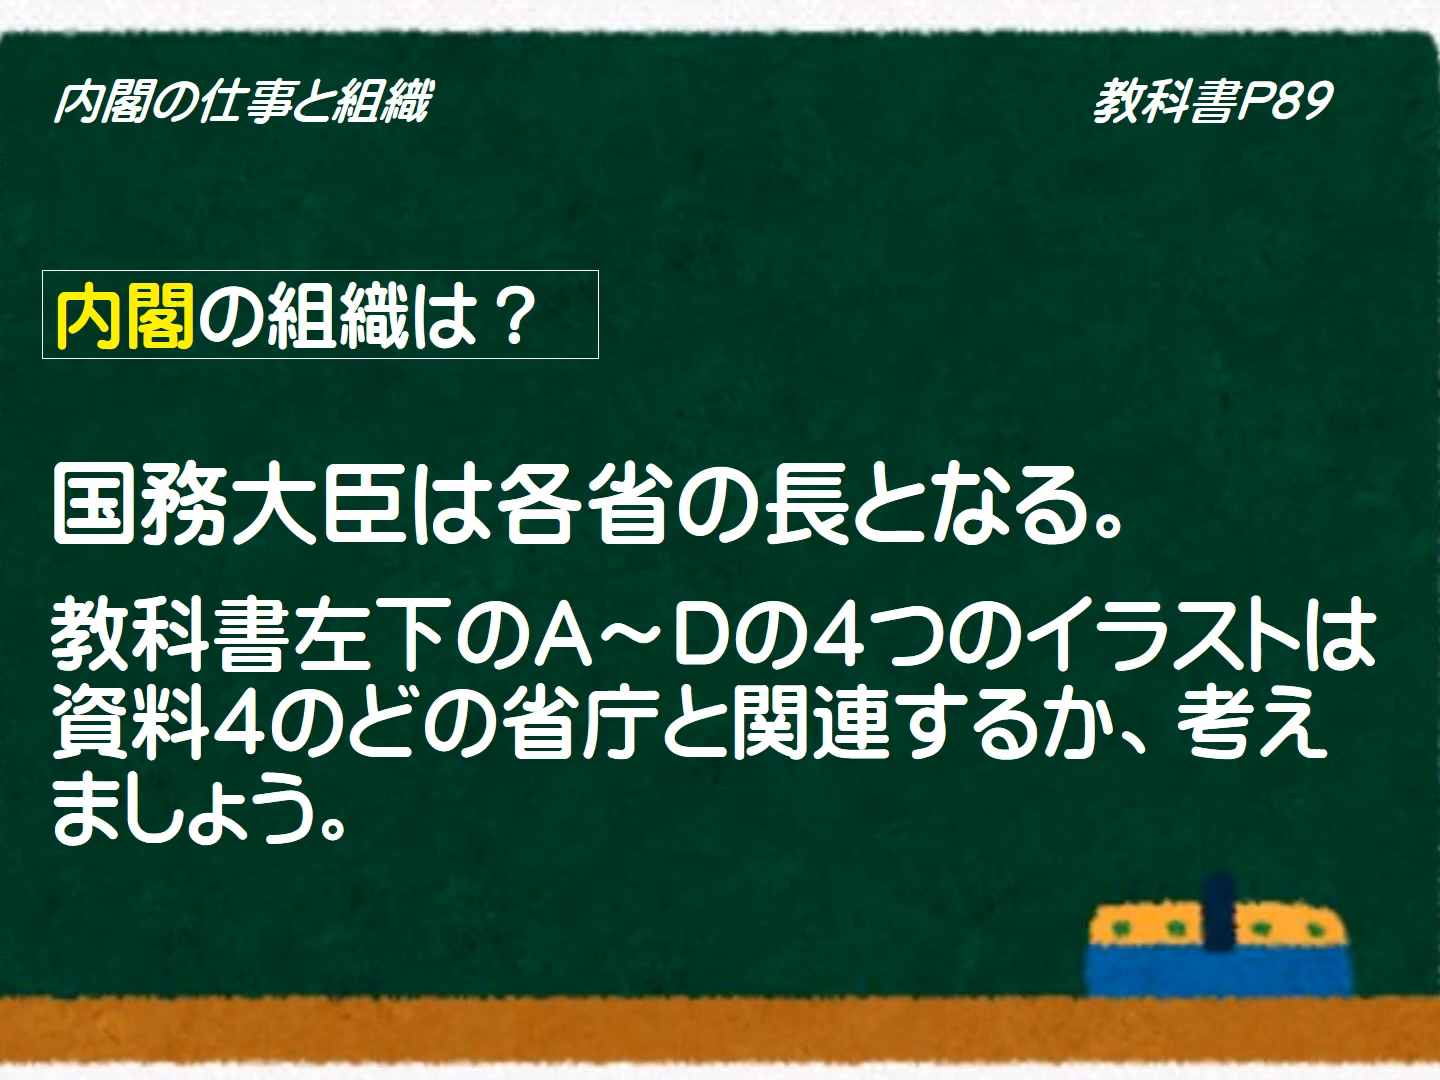 内閣の仕事と組織
教科書P89
内閣の組織は？
国務大臣は各省の長となる。
教科書左下のA～Dの4つのイラストは
資料4のどの省庁と関連するか、考え
ましょう。